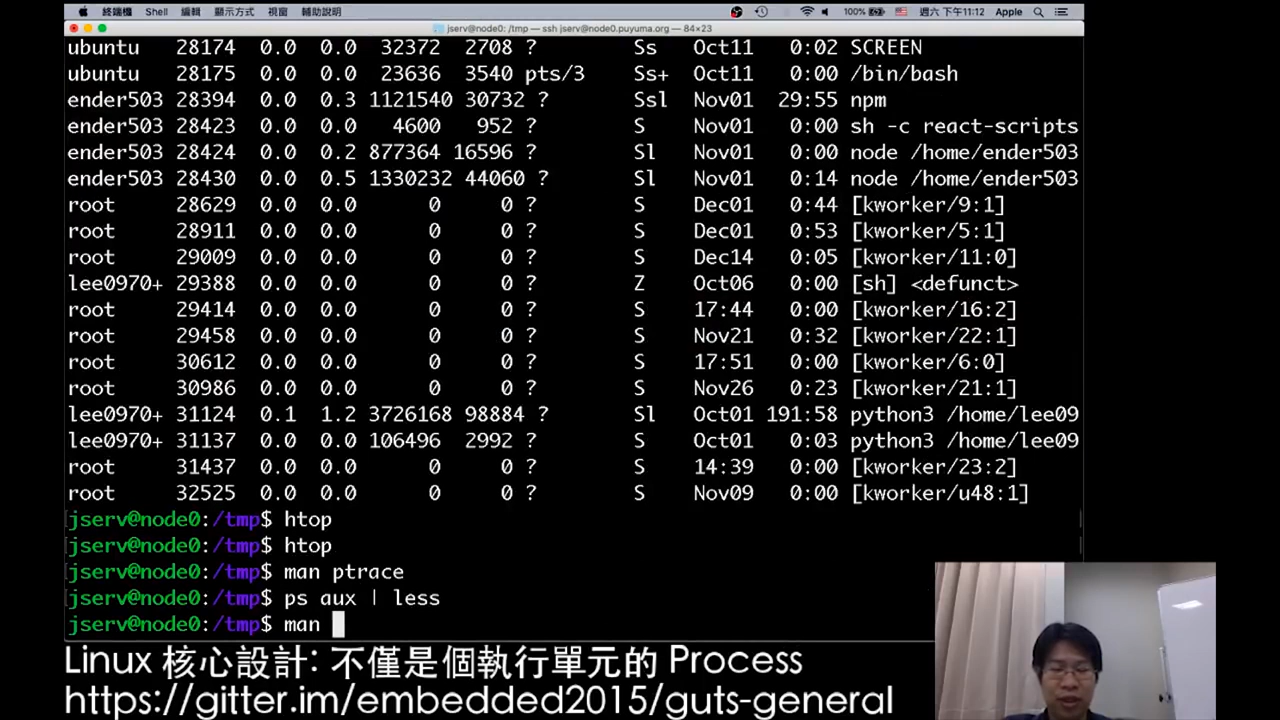 終端機 Shell 編輯 顯示方式 視窗 輔助說明 100% 週六 下午11:12 Apple
jserv@node0: /tmp — ssh jserv@node0.puyuma.org — 84×23
ubuntu 28174 0.0 0.0 32372 2708 ? Ss Oct11 0:02 SCREEN
ubuntu 28175 0.0 0.0 23636 3540 pts/3 Ss+ Oct11 0:00 /bin/bash
ender503 28394 0.0 0.3 1121540 30732 ? Ssl Nov01 29:55 npm
ender503 28423 0.0 0.0 4600 952 ? S Nov01 0:00 sh -c react-scripts
ender503 28424 0.0 0.2 877364 16596 ? Sl Nov01 0:00 node /home/ender503
ender503 28430 0.0 0.5 1330232 44060 ? Sl Nov01 0:14 node /home/ender503
root 28629 0.0 0.0 0 0 ? S Dec01 0:44 [kworker/9:1]
root 28911 0.0 0.0 0 0 ? S Dec01 0:53 [kworker/5:1]
root 29009 0.0 0.0 0 0 ? S Dec14 0:05 [kworker/11:0]
lee0970+ 29388 0.0 0.0 0 0 ? Z Oct06 0:00 [sh] <defunct>
root 29414 0.0 0.0 0 0 ? S 17:44 0:00 [kworker/16:2]
root 29458 0.0 0.0 0 0 ? S Nov21 0:32 [kworker/22:1]
root 30612 0.0 0.0 0 0 ? S 17:51 0:00 [kworker/6:0]
root 30986 0.0 0.0 0 0 ? S Nov26 0:23 [kworker/21:1]
lee0970+ 31124 0.1 1.2 3726168 98884 ? Sl Oct01 191:58 python3 /home/lee09
lee0970+ 31137 0.0 0.0 106496 2992 ? S Oct01 0:03 python3 /home/lee09
root 31437 0.0 0.0 0 0 ? S 14:39 0:00 [kworker/23:2]
root 32525 0.0 0.0 0 0 ? S Nov09 0:00 [kworker/u48:1]
jserv@node0:/tmp$ htop
jserv@node0:/tmp$ htop
jserv@node0:/tmp$ man ptrace
jserv@node0:/tmp$ ps aux | less
jserv@node0:/tmp$ man
Linux 核心設計: 不僅是個執行單元的 Process
https://gitter.im/embedded2015/guts-general